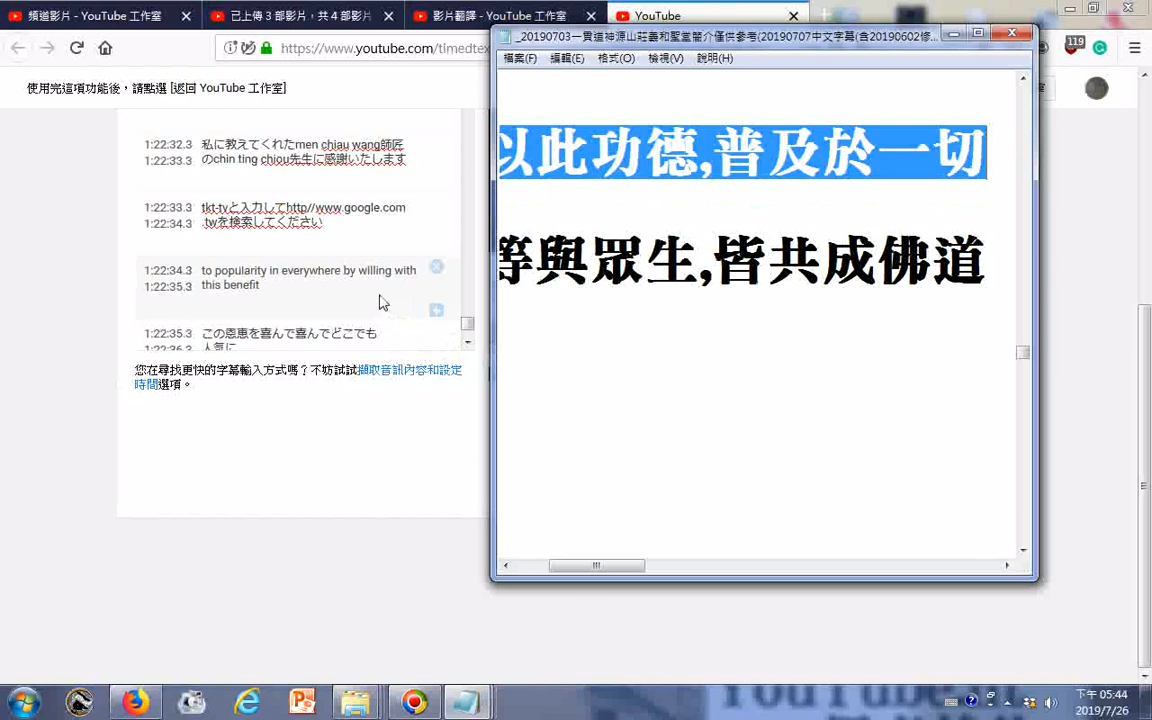 頻道影片 - YouTube 工作室
已上傳 3 部影片，共 4 部影片
影片翻譯 - YouTube 工作室
YouTube
https://www.youtube.com/timedtex
119
使用完這項功能後，請點選 [返回 YouTube 工作室]
_20190703一貫道神源山莊義和聖堂簡介僅供參考(20190707中文字幕(含20190602修...
檔案(F) 編輯(E) 格式(O) 檢視(V) 說明(H)
以此功德,普及於一切
等與眾生,皆共成佛道
1:22:32.3 私に教えてくれたmen chiau wang師匠
1:22:33.3 のchin ting chiou先生に感謝いたします
1:22:33.3 tkt-tvと入力してhttp//www.google.com
1:22:34.3 .twを検索してください
1:22:34.3 to popularity in everywhere by willing with
1:22:35.3 this benefit
1:22:35.3 この恩恵を喜んで喜んでどこでも
1:22:36.3 人気に
您在尋找更快的字幕輸入方式嗎？不妨試試擷取音訊內容和設定
時間選項。
下午 05:44
2019/7/26